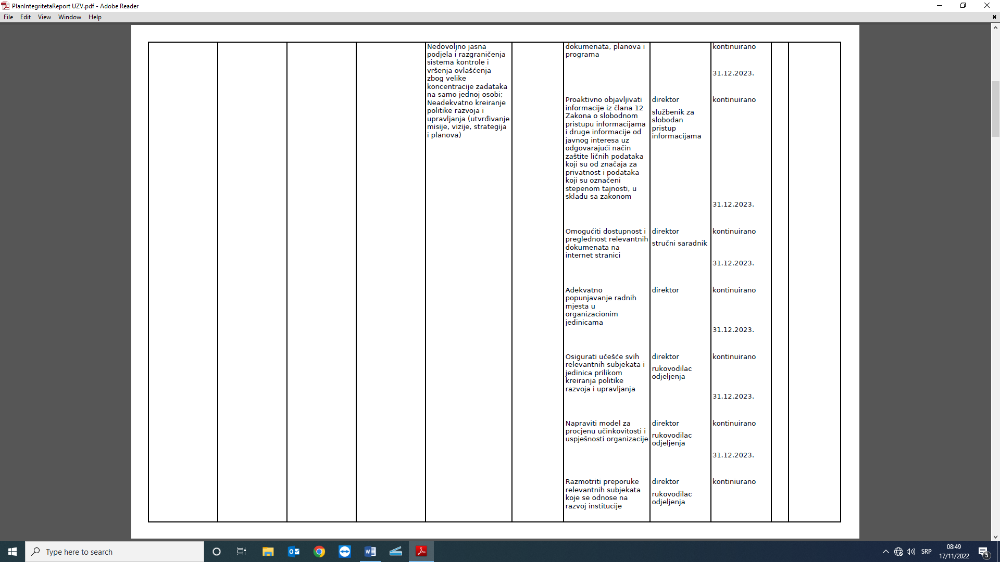 PlanIntegritetaReport UZV.pdf - Adobe Reader
File Edit View Window Help
Nedovoljno jasna
podjela i razgraničenja
sistema kontrole i
vršenja ovlašćenja
zbog velike
koncentracije zadataka
na samo jednoj osobi;
Neadekvatno kreiranje
politike razvoja i
upravljanja (utvrđivanje
misije, vizije, strategija
i planova)
dokumenata, planova i
programa
kontinuirano
31.12.2023.
Proaktivno objavljivati
informacije iz člana 12
Zakona o slobodnom
pristupu informacijama
i druge informacije od
javnog interesa uz
odgovarajući način
zaštite ličnih podataka
koji su od značaja za
privatnost i podataka
koji su označeni
stepenom tajnosti, u
skladu sa zakonom
direktor
službenik za
slobodan
pristup
informacijama
kontinuirano
31.12.2023.
Omogućiti dostupnost i
preglednost relevantnih
dokumenata na
internet stranici
direktor
stručni saradnik
kontinuirano
31.12.2023.
Adekvatno
popunjavanje radnih
mjesta u
organizacionim
jedinicama
direktor
kontinuirano
31.12.2023.
Osigurati učešće svih
relevantnih subjekata i
jedinica prilikom
kreiranja politike
razvoja i upravljanja
direktor
rukovodilac
odjeljenja
kontinuirano
31.12.2023.
Napraviti model za
procjenu učinkovitosti i
uspješnosti organizacije
direktor
rukovodilac
odjeljenja
kontinuirano
31.12.2023.
Razmotriti preporuke
relevantnih subjekata
koje se odnose na
razvoj institucije
direktor
rukovodilac
odjeljenja
kontiniurano
Type here to search
SRP
08:49
17/11/2022
5